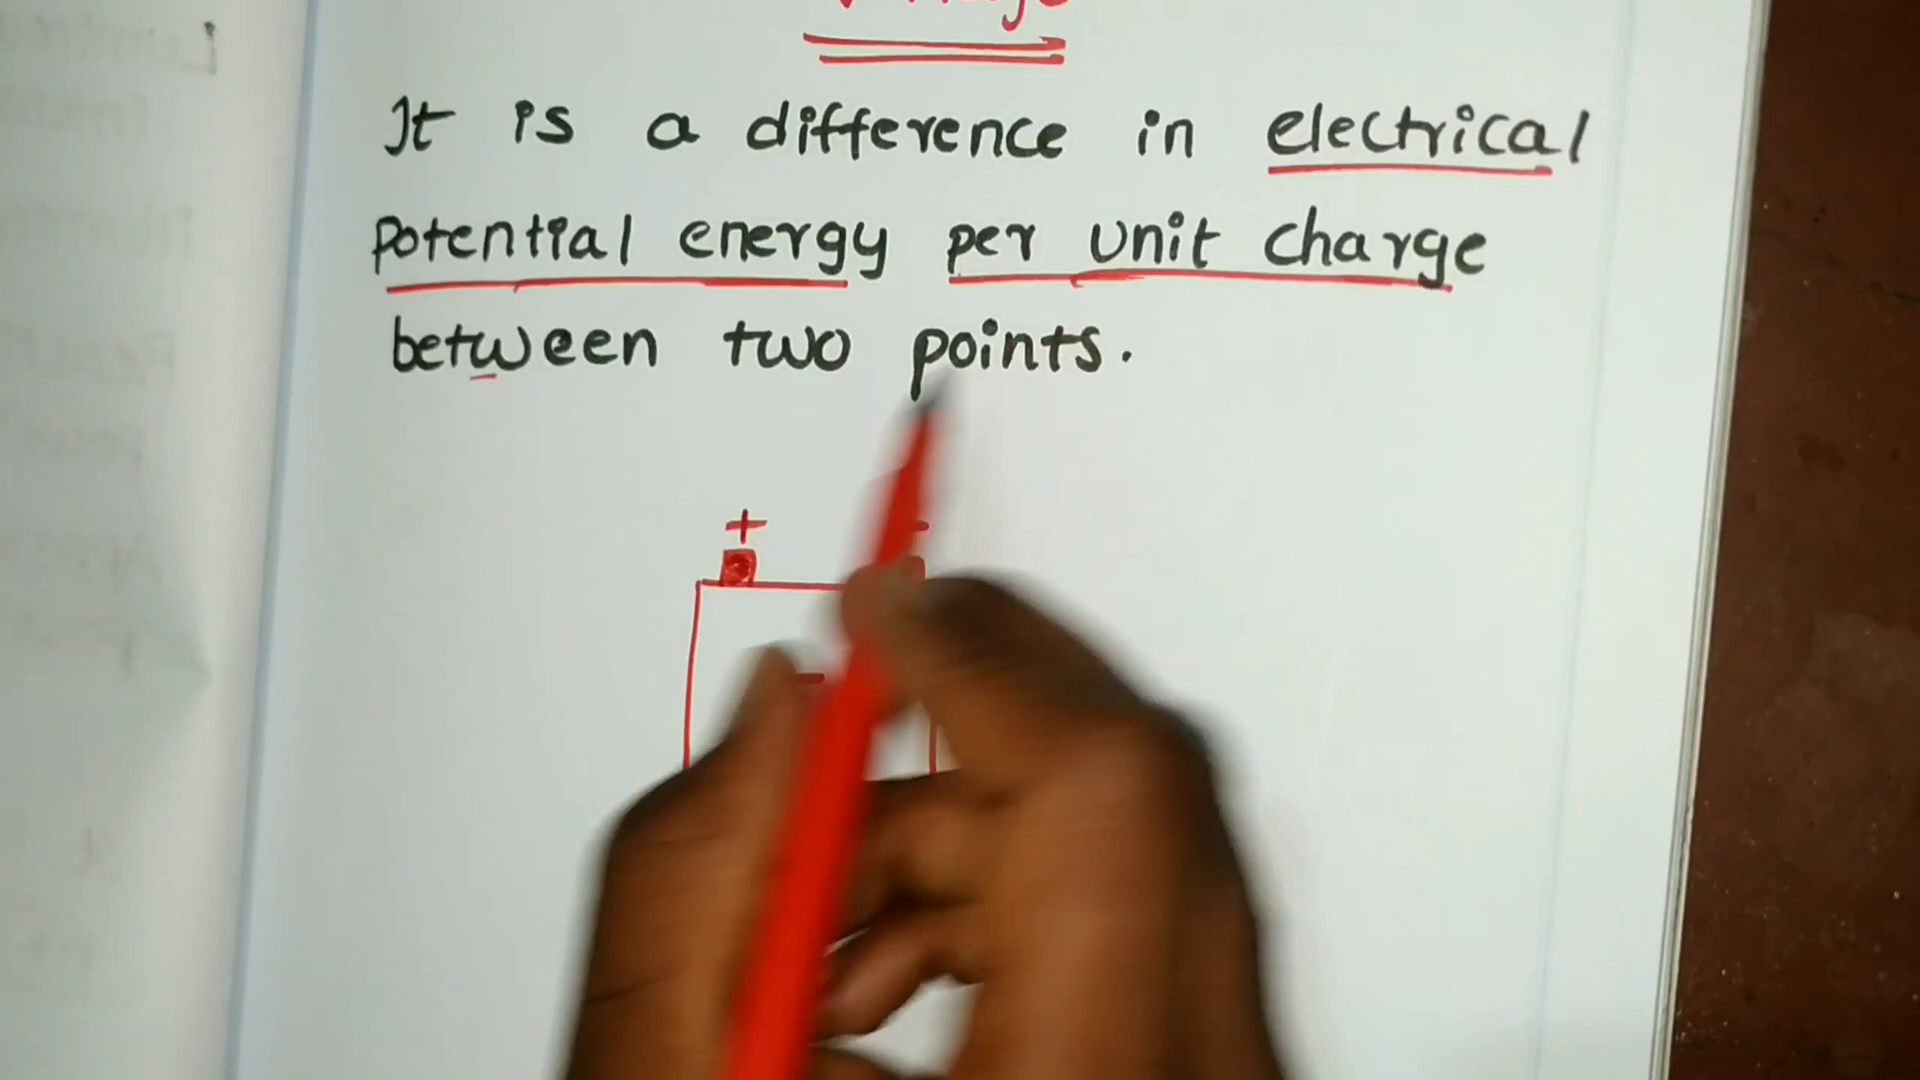 It is a difference in electrical
potential energy per unit charge
between two points.
+ -